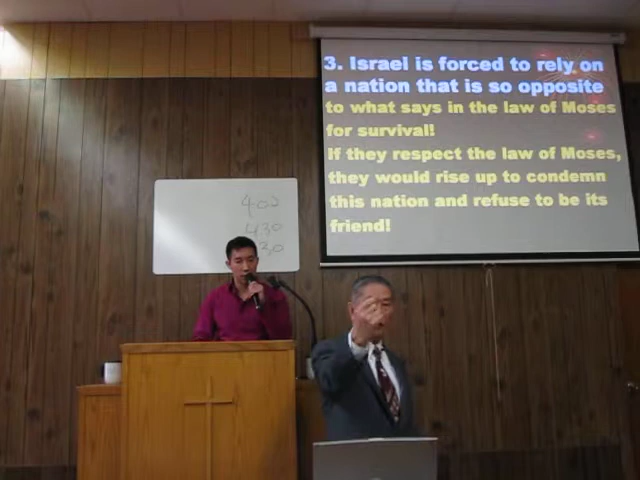 3. Israel is forced to rely on
a nation that is so opposite
to what says in the law of Moses
for survival!
If they respect the law of Moses,
they would rise up to condemn
this nation and refuse to be its
friend!
400
430
30